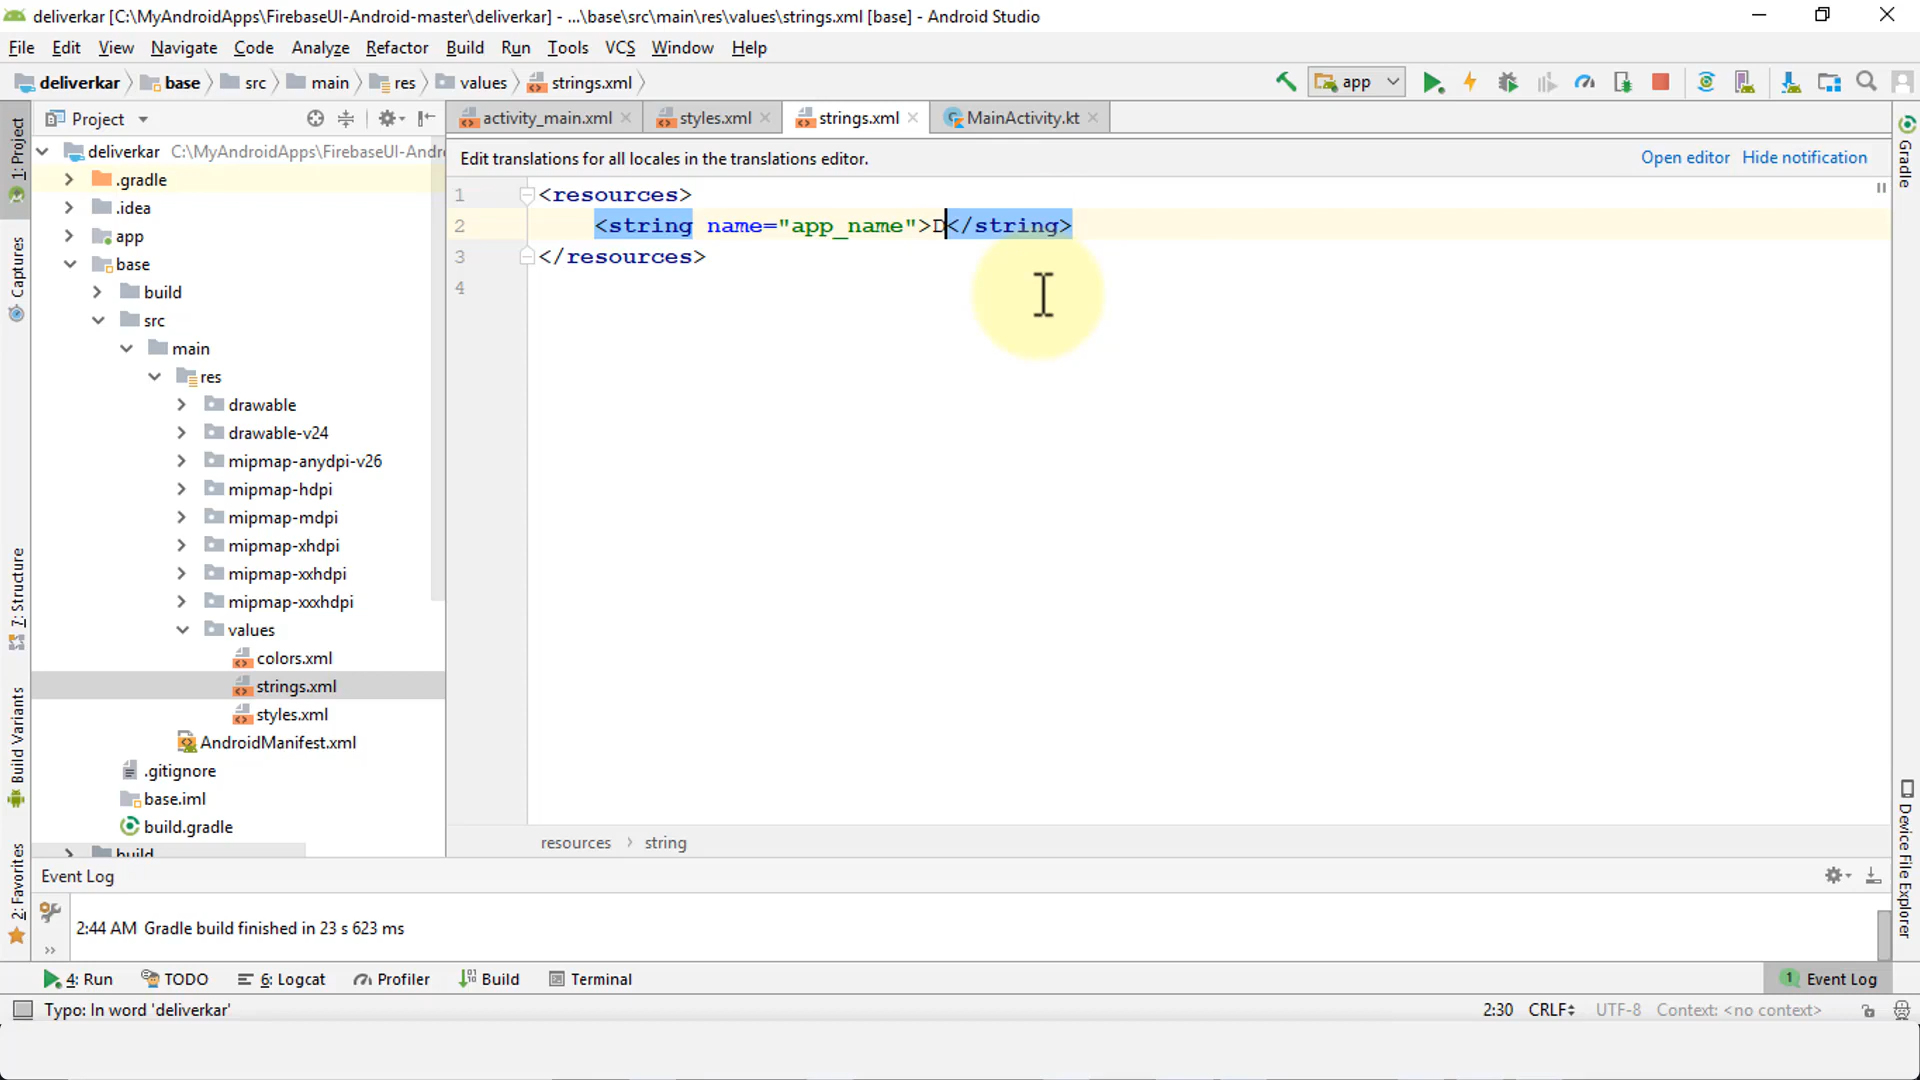 deliverkar [C:\MyAndroidApps\FirebaseUI-Android-master\deliverkar] - ...\base\src\main\res\values\strings.xml [base] - Android Studio
File Edit View Navigate Code Analyze Refactor Build Run Tools VCS Window Help
deliverkar base src main res values strings.xml app
Project activity_main.xml styles.xml strings.xml MainActivity.kt
deliverkar C:\MyAndroidApps\FirebaseUI-Andr
Edit translations for all locales in the translations editor. Open editor Hide notification
.gradle
.idea
app
base
build
src
main
res
drawable
drawable-v24
mipmap-anydpi-v26
mipmap-hdpi
mipmap-mdpi
mipmap-xhdpi
mipmap-xxhdpi
mipmap-xxxhdpi
values
colors.xml
strings.xml
styles.xml
AndroidManifest.xml
.gitignore
base.iml
build.gradle
build
1 <resources>
2 <string name="app_name">D</string>
3 </resources>
4
resources string
1: Project
Captures
7: Structure
Build Variants
2: Favorites
Gradle
Device File Explorer
Event Log
2:44 AM Gradle build finished in 23 s 623 ms
4: Run TODO 6: Logcat Profiler Build Terminal 1 Event Log
Typo: In word 'deliverkar' 2:30 CRLF UTF-8 Context: <no context>